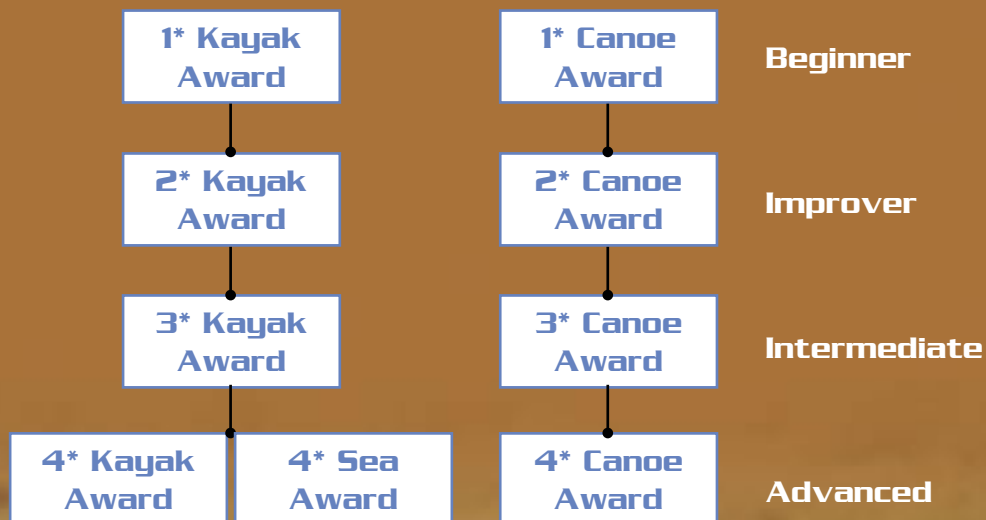 1* Kayak
Award
1* Canoe
Award
Beginner
2* Kayak
Award
2* Canoe
Award
Improver
3* Kayak
Award
3* Canoe
Award
Intermediate
4* Kayak
Award
4* Sea
Award
4* Canoe
Award
Advanced